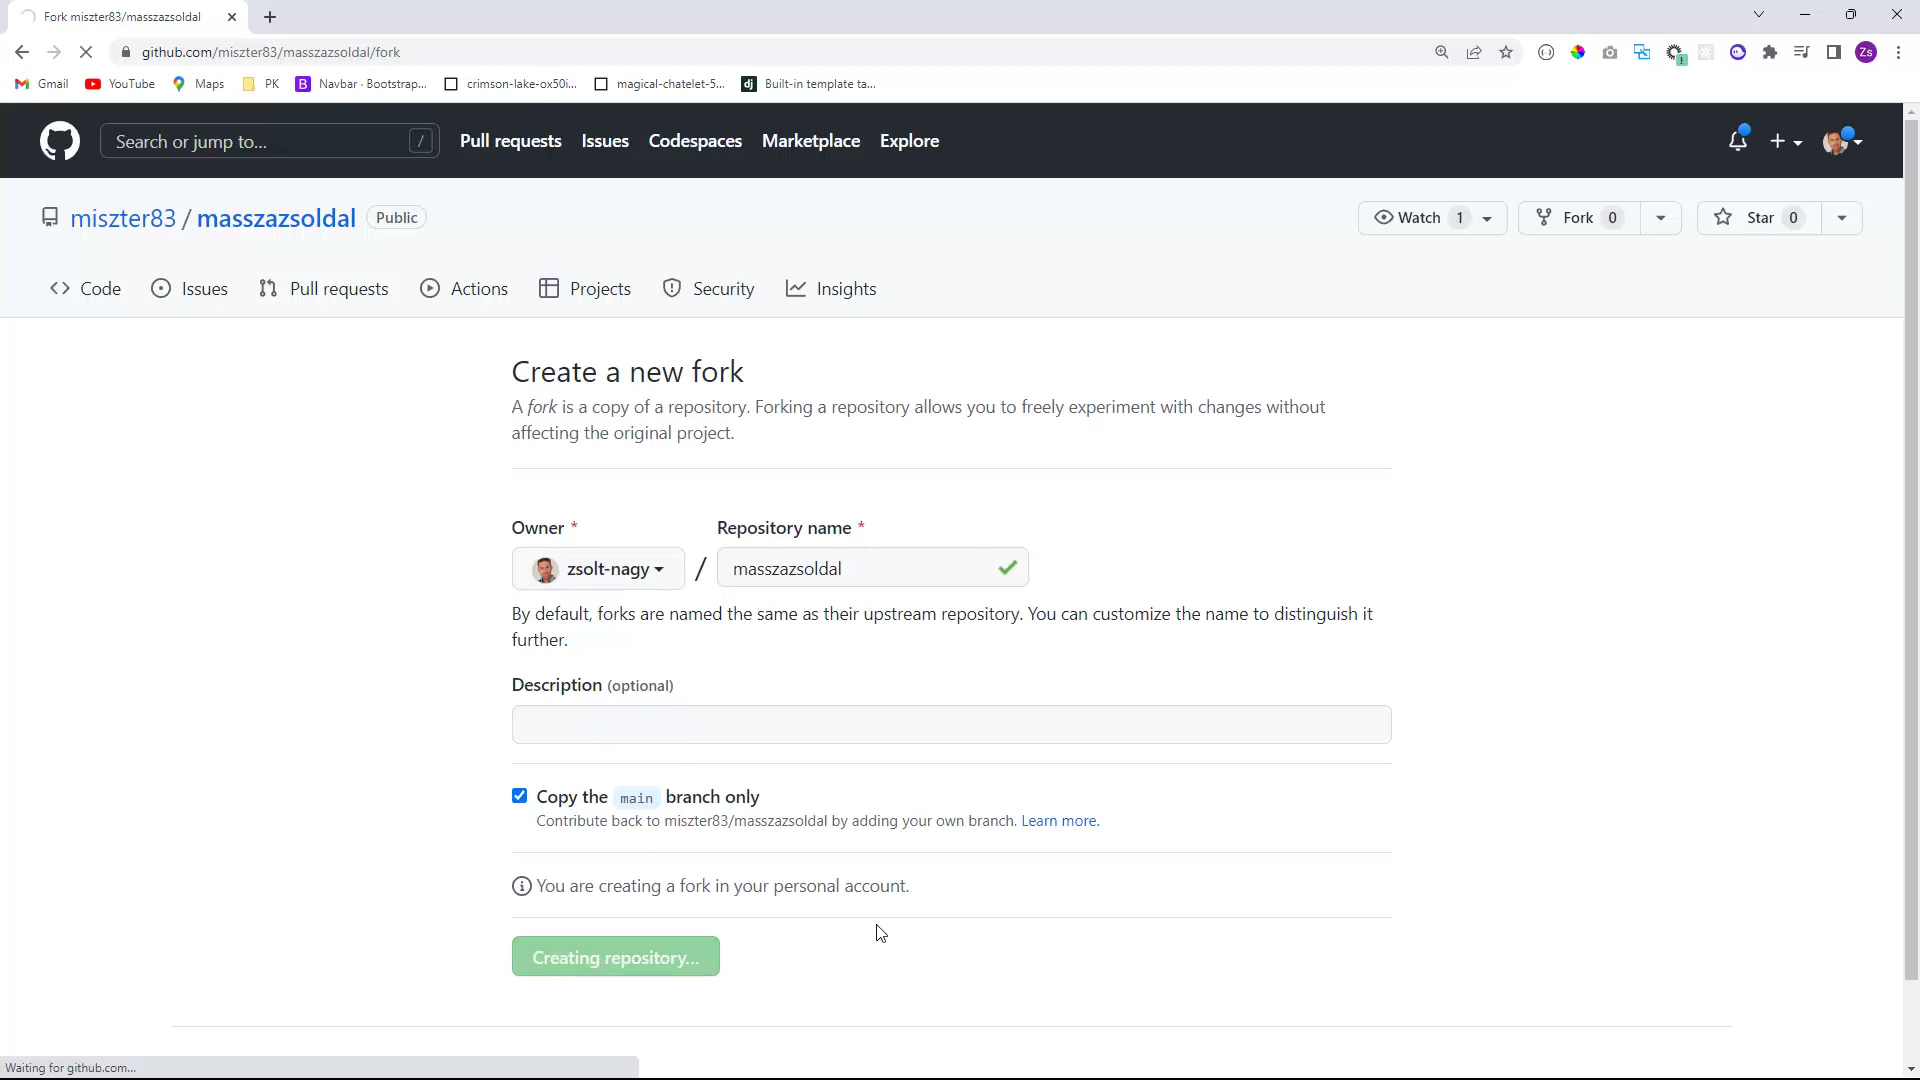 Fork miszter83/masszazsoldal
github.com/miszter83/masszazsoldal/fork
Zs
Gmail YouTube Maps PK B Navbar · Bootstrap... crimson-lake-ox50i... magical-chatelet-5... dj Built-in template ta...
Search or jump to... / Pull requests Issues Codespaces Marketplace Explore
miszter83 / masszazsoldal Public Watch 1 Fork 0 Star 0
Code Issues Pull requests Actions Projects Security Insights
Create a new fork
A fork is a copy of a repository. Forking a repository allows you to freely experiment with changes without
affecting the original project.
Owner * Repository name *
zsolt-nagy / masszazsoldal
By default, forks are named the same as their upstream repository. You can customize the name to distinguish it
further.
Description (optional)
Copy the main branch only
Contribute back to miszter83/masszazsoldal by adding your own branch. Learn more.
You are creating a fork in your personal account.
Creating repository...
Waiting for github.com...